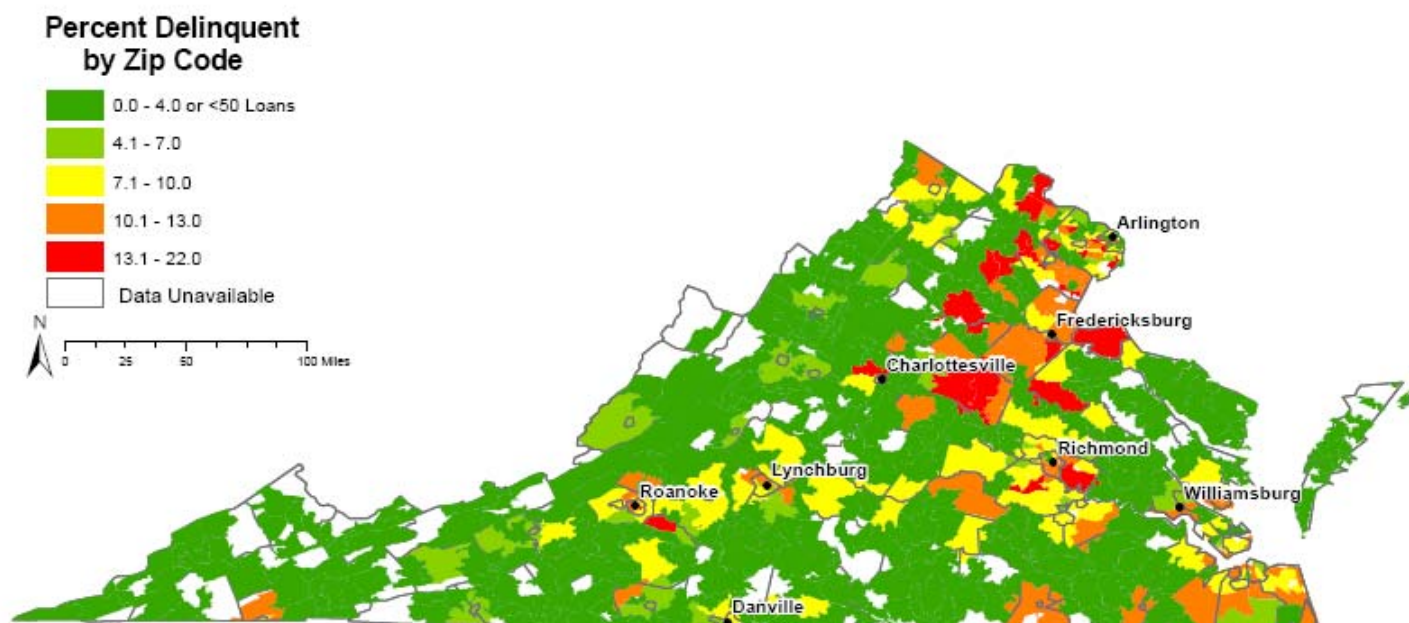 Percent Delinquent
by Zip Code
0.0 - 4.0 or <50 Loans
4.1 - 7.0
7.1 - 10.0
10.1 - 13.0
13.1 - 22.0
Data Unavailable
N
0 25 50 100 Miles
Arlington
Fredericksburg
Charlottesville
Richmond
Lynchburg
Roanoke
Williamsburg
Danville